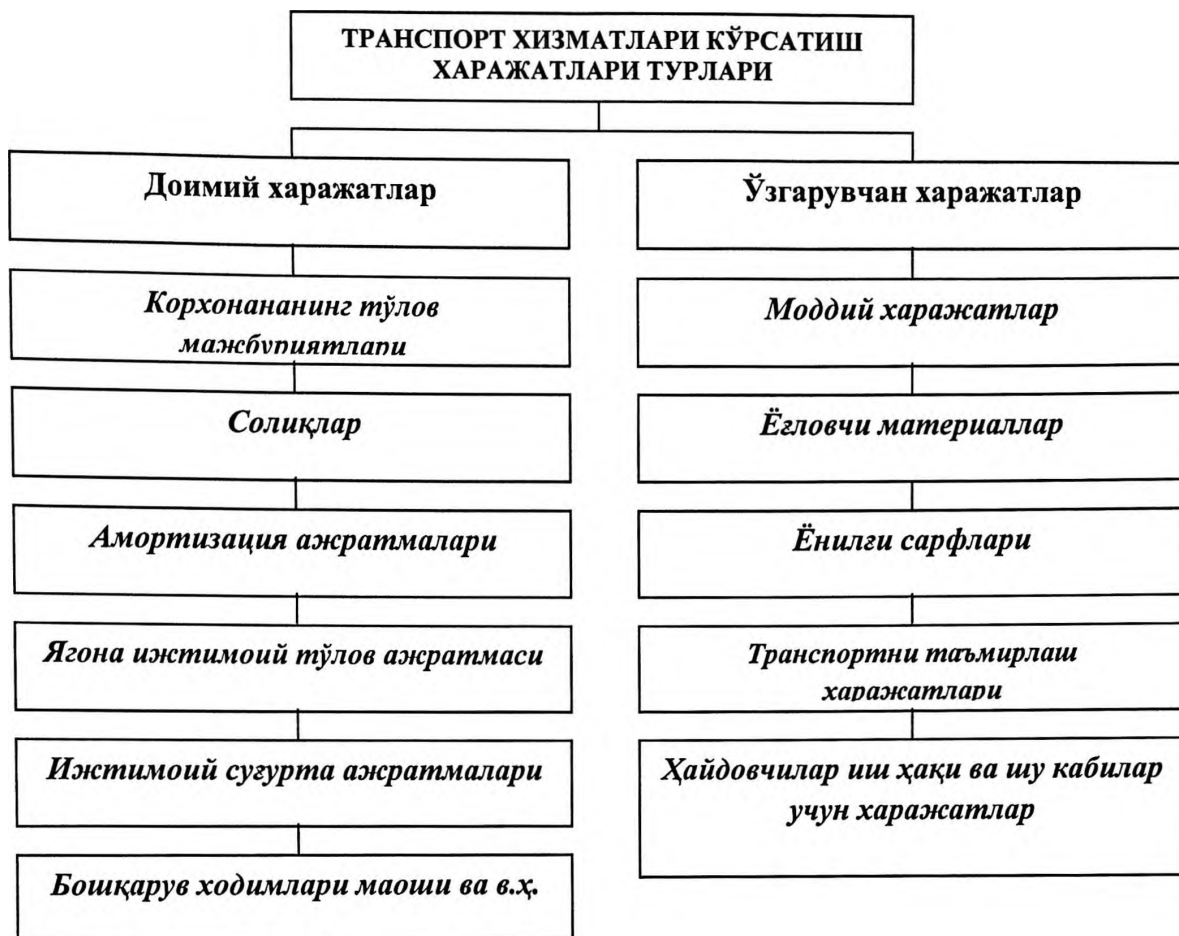 ТРАНСПОРТ ХИЗМАТЛАРИ КЎРСАТИШ
ХАРАЖАТЛАРИ ТУРЛАРИ
Доимий харажатлар
Корхонананинг тўлов
мажбуриятлари
Солиқлар
Амортизация ажратмалари
Ягона ижтимоий тўлов ажратмаси
Ижтимоий суғурта ажратмалари
Бошқарув ходимлари маоши ва в.ҳ.
Ўзгарувчан харажатлар
Моддий харажатлар
Ёғловчи материаллар
Ёнилғи сарфлари
Транспортни таъмирлаш
харажатлари
Ҳайдовчилар иш ҳақи ва шу кабилар
учун харажатлар